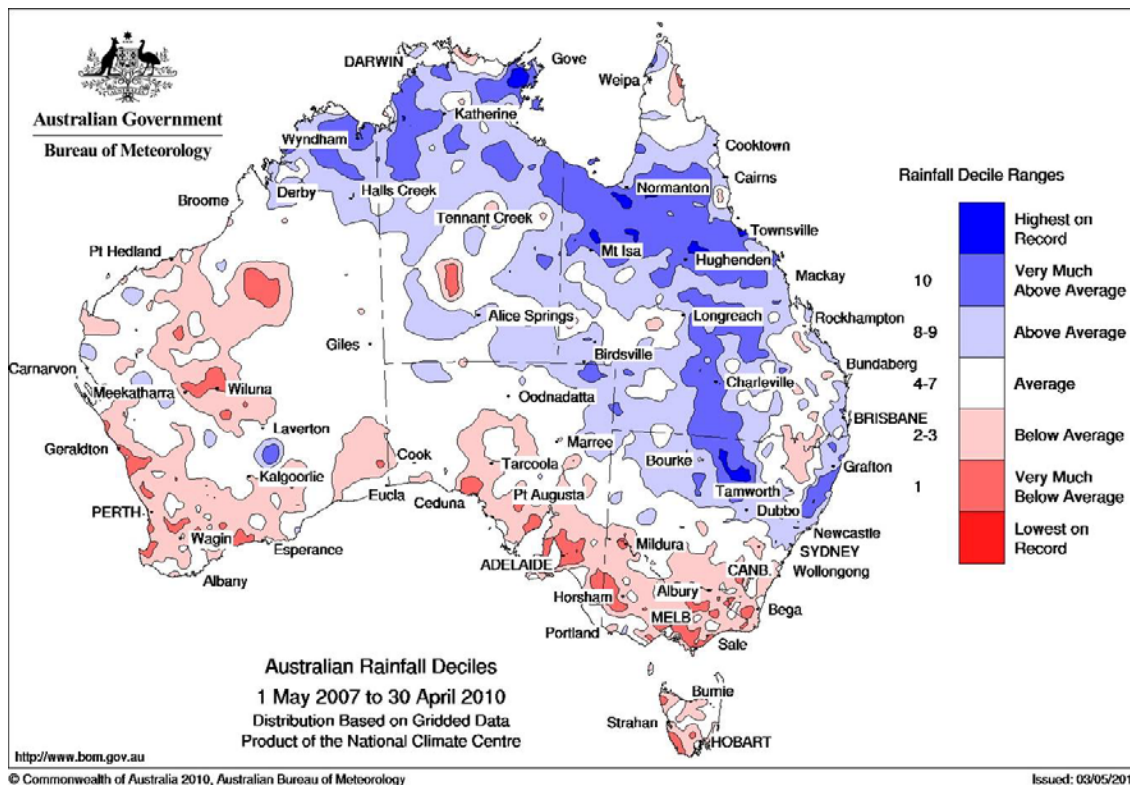 Australian Government
Bureau of Meteorology
DARWIN
Gove
Weipa
Katherine
Wyndham
Cooktown
Cairns
Normanton
Derby
Halls Creek
Broome
Tennant Creek
Townsville
Mt Isa
Hughenden
Pt Hedland
Mackay
Alice Springs
Longreach
Rockhampton
Giles
Birdsville
Bundaberg
Carnarvon
Meekatharra
Wiluna
Charleville
Oodnadatta
BRISBANE
Laverton
Marree
Geraldton
Cook
Bourke
Grafton
Tarcoola
Kalgoorlie
Eucla
Pt Augusta
Tamworth
Ceduna
PERTH
Dubbo
Newcastle
Wagin
Esperance
Mildura
SYDNEY
ADELAIDE
CANB.
Wollongong
Albany
Horsham
Albury
Bega
MELB
Portland
Sale
Burnie
Strahan
HOBART
Rainfall Decile Ranges
Highest on
Record
10
Very Much
Above Average
8-9
Above Average
4-7
Average
2-3
Below Average
1
Very Much
Below Average
Lowest on
Record
Australian Rainfall Deciles
1 May 2007 to 30 April 2010
Distribution Based on Gridded Data
Product of the National Climate Centre
http://www.bom.gov.au
© Commonwealth of Australia 2010, Australian Bureau of Meteorology
Issued: 03/05/201